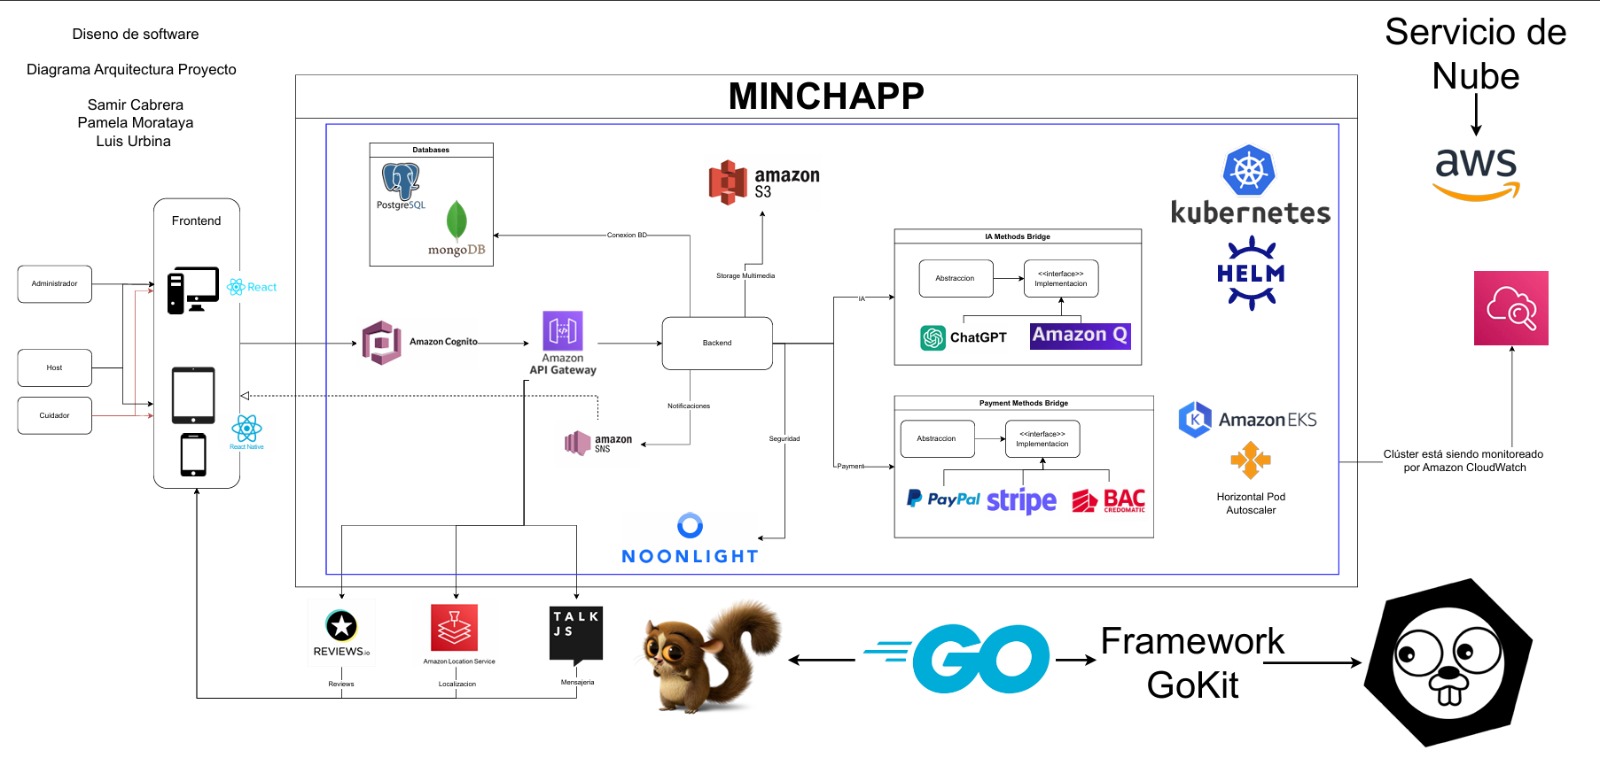 Diseno de software
Diagrama Arquitectura Proyecto
Samir Cabrera
Pamela Morataya
Luis Urbina
Servicio de
Nube
aws
MINCHAPP
Databases
PostgreSQL
mongoDB
amazon
S3
kubernetes
HELM
Frontend
React
React Native
Administrador
Host
Cuidador
Conexion BD
Storage Multimedia
Amazon Cognito
Amazon
API Gateway
Backend
IA
IA Methods Bridge
Abstraccion
<<interface>>
Implementacion
ChatGPT
Amazon Q
Notificaciones
amazon
SNS
Seguridad
Payment
Payment Methods Bridge
Abstraccion
<<interface>>
Implementacion
PayPal
stripe
BAC
CREDOMATIC
Amazon EKS
Horizontal Pod
Autoscaler
Clúster está siendo monitoreado
por Amazon CloudWatch
NOONLIGHT
REVIEWS.io
Reviews
Amazon Location Service
Localizacion
TALK
JS
Mensajeria
GO
Framework
GoKit